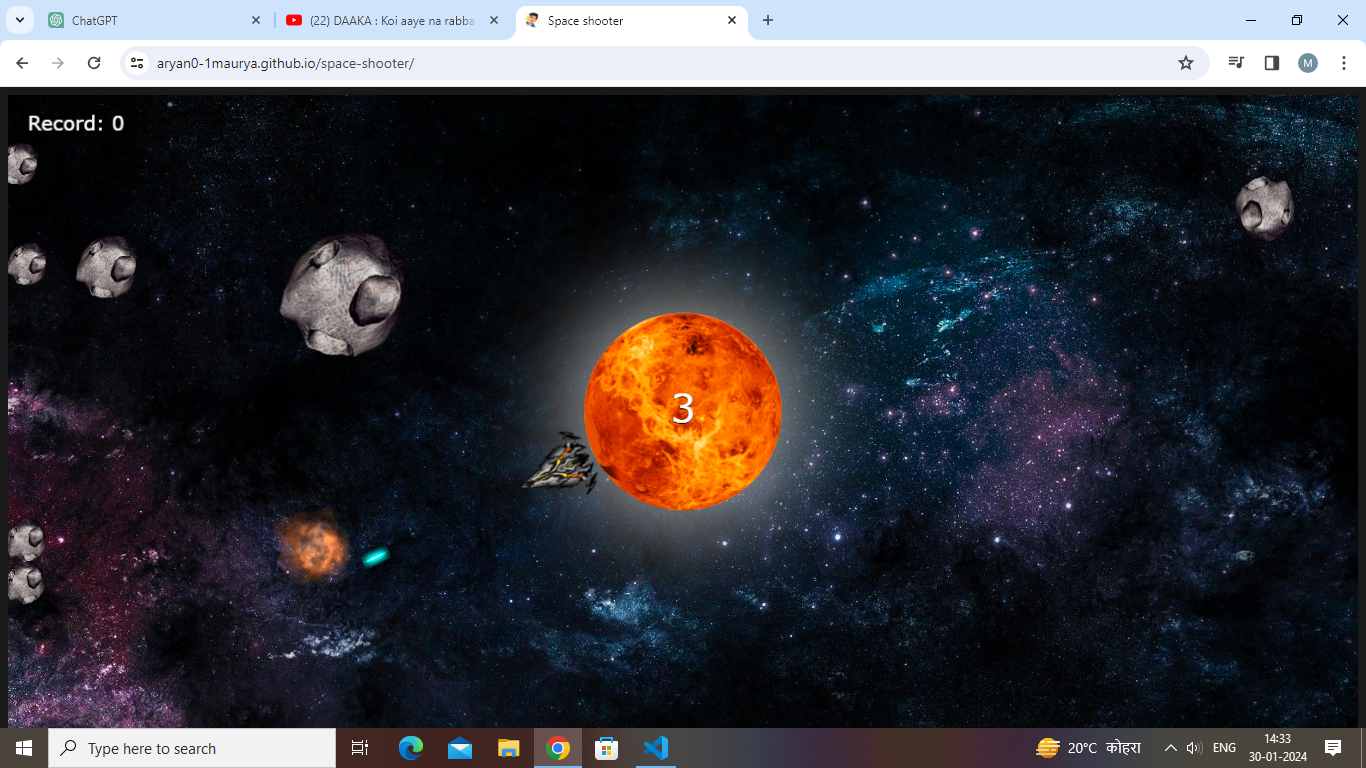 ChatGPT
(22) DAAKA : Koi aaye na rabba
Space shooter
aryan0-1maurya.github.io/space-shooter/
M
Record: 0
3
Type here to search
20°C कोहरा
ENG
14:33
30-01-2024